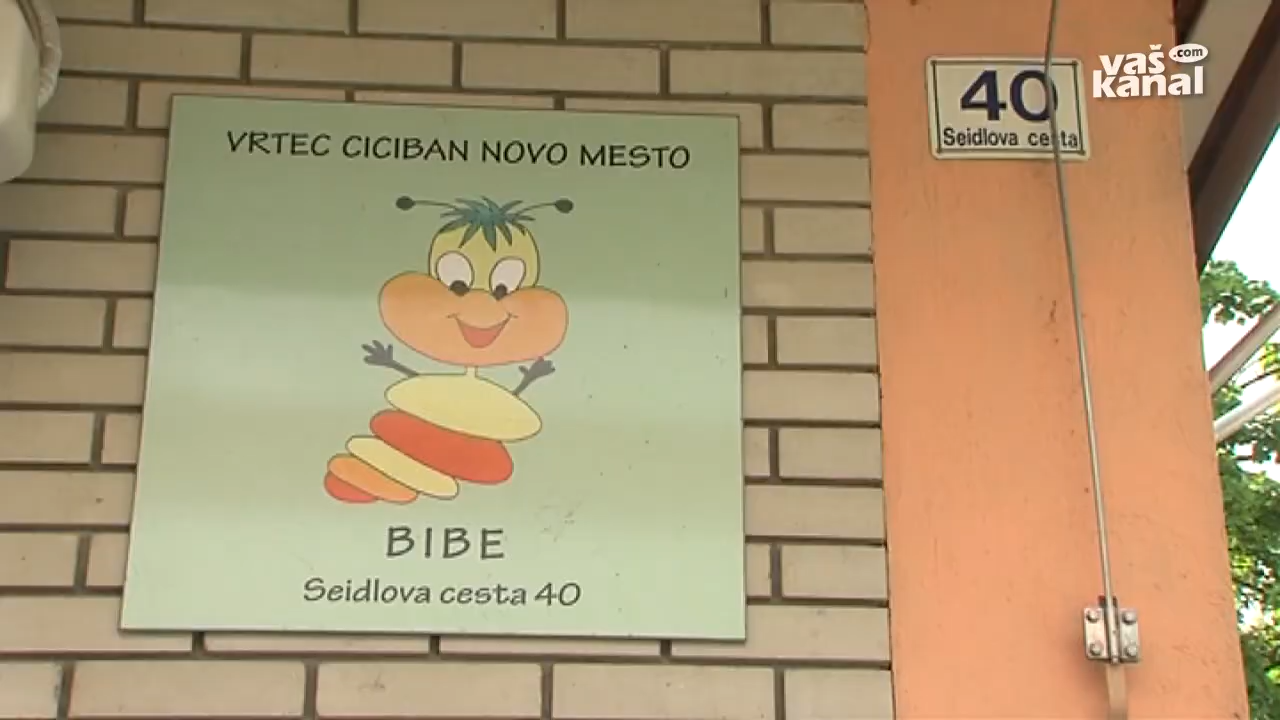 VRTEC CICIBAN NOVO MESTO
BIBE
Seidlova cesta 40
40
Seidlova cesta
vaš .com
kanal